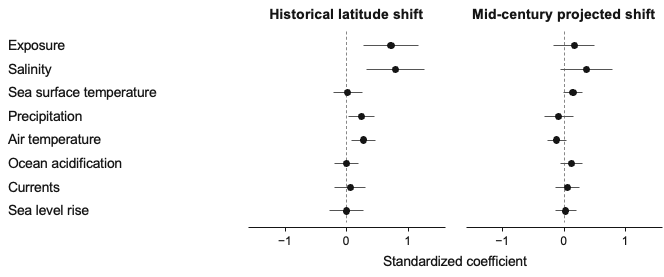 Historical latitude shift Mid-century projected shift
Exposure
Salinity
Sea surface temperature
Precipitation
Air temperature
Ocean acidification
Currents
Sea level rise
−1 0 1 −1 0 1
Standardized coefficient